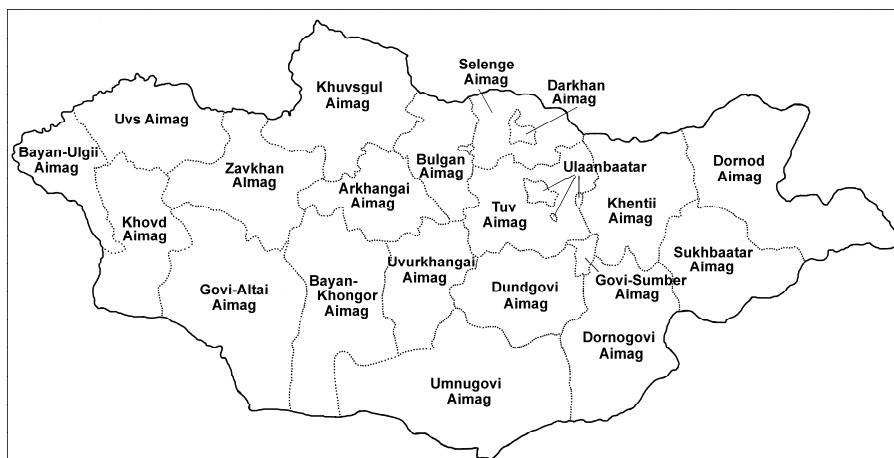 Selenge
Aimag
Darkhan
Aimag
Khuvsgul
Aimag
Uvs Aimag
Bayan-Ulgii
Aimag
Zavkhan
Almag
Bulgan
Aimag
Ulaanbaatar
Dornod
Aimag
Arkhangai
Aimag
Khovd
Aimag
Tuv
Aimag
Khentii
Aimag
Sukhbaatar
Aimag
Uvurkhangai
Aimag
Govi-Altai
Aimag
Bayan-
Khongor
Aimag
Dundgovi
Aimag
Govi-Sumber
Aimag
Dornogovi
Aimag
Umnugovi
Aimag